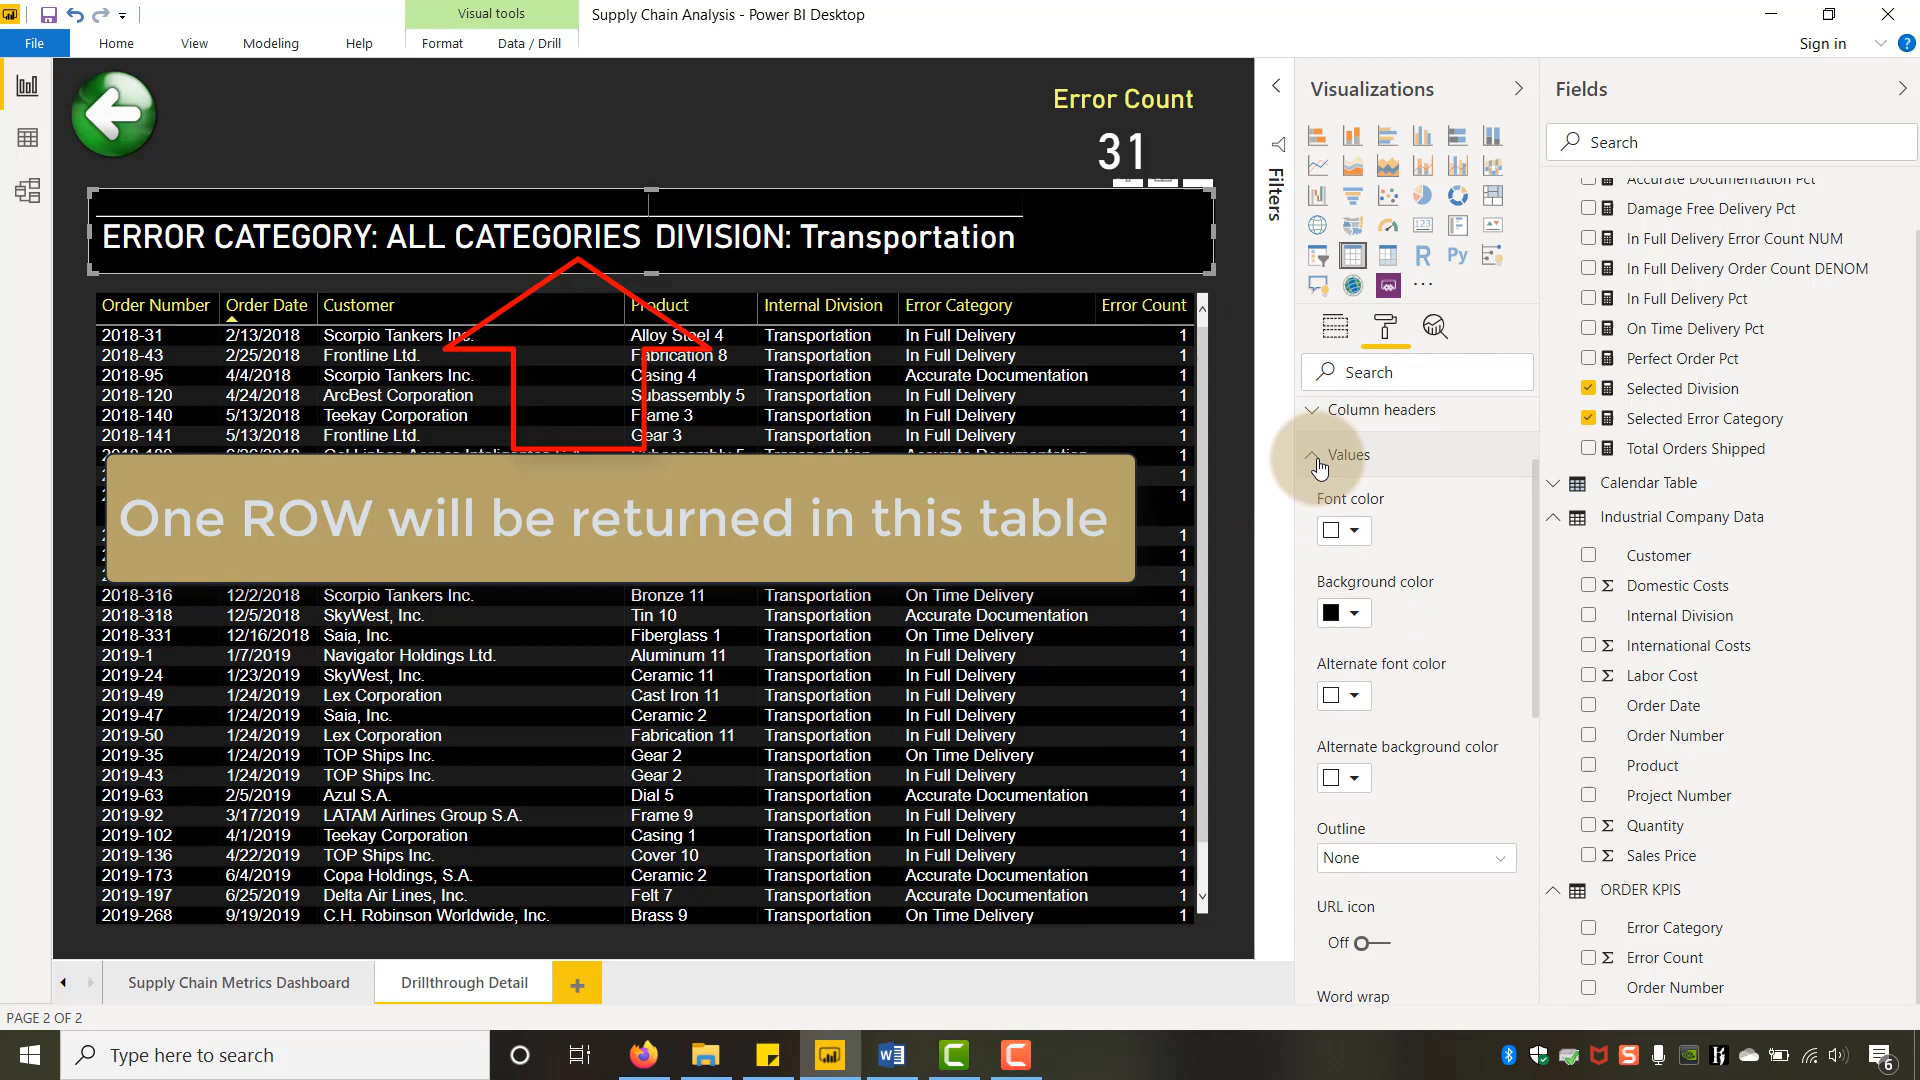 Visual tools
Supply Chain Analysis - Power BI Desktop
File
Home
View
Modeling
Help
Format
Data / Drill
Sign in
Error Count
31
ERROR CATEGORY: ALL CATEGORIES DIVISION: Transportation
Order Number Order Date Customer Product Internal Division Error Category Error Count
2018-31 2/13/2018 Scorpio Tankers Inc. Alloy Steel 4 Transportation In Full Delivery 1
2018-43 2/25/2018 Frontline Ltd. Fabrication 8 Transportation In Full Delivery 1
2018-95 4/4/2018 Scorpio Tankers Inc. Casing 4 Transportation Accurate Documentation 1
2018-120 4/24/2018 ArcBest Corporation Subassembly 5 Transportation In Full Delivery 1
2018-140 5/13/2018 Teekay Corporation Frame 3 Transportation In Full Delivery 1
2018-141 5/13/2018 Frontline Ltd. Gear 3 Transportation In Full Delivery 1
1
1
One ROW will be returned in this table
1
1
1
2018-316 12/2/2018 Scorpio Tankers Inc. Bronze 11 Transportation On Time Delivery 1
2018-318 12/5/2018 SkyWest, Inc. Tin 10 Transportation Accurate Documentation 1
2018-331 12/16/2018 Saia, Inc. Fiberglass 1 Transportation On Time Delivery 1
2019-1 1/7/2019 Navigator Holdings Ltd. Aluminum 11 Transportation In Full Delivery 1
2019-24 1/23/2019 SkyWest, Inc. Ceramic 11 Transportation In Full Delivery 1
2019-49 1/24/2019 Lex Corporation Cast Iron 11 Transportation In Full Delivery 1
2019-47 1/24/2019 Saia, Inc. Ceramic 2 Transportation In Full Delivery 1
2019-50 1/24/2019 Lex Corporation Fabrication 11 Transportation In Full Delivery 1
2019-35 1/24/2019 TOP Ships Inc. Gear 2 Transportation On Time Delivery 1
2019-43 1/24/2019 TOP Ships Inc. Gear 2 Transportation In Full Delivery 1
2019-63 2/5/2019 Azul S.A. Dial 5 Transportation Accurate Documentation 1
2019-92 3/17/2019 LATAM Airlines Group S.A. Frame 9 Transportation In Full Delivery 1
2019-102 4/1/2019 Teekay Corporation Casing 1 Transportation In Full Delivery 1
2019-136 4/22/2019 TOP Ships Inc. Cover 10 Transportation In Full Delivery 1
2019-173 6/4/2019 Copa Holdings, S.A. Ceramic 2 Transportation Accurate Documentation 1
2019-197 6/25/2019 Delta Air Lines, Inc. Felt 7 Transportation Accurate Documentation 1
2019-268 9/19/2019 C.H. Robinson Worldwide, Inc. Brass 9 Transportation On Time Delivery 1
Supply Chain Metrics Dashboard
Drillthrough Detail
PAGE 2 OF 2
Filters
Visualizations
R
Py
Search
Column headers
Values
Font color
Background color
Alternate font color
Alternate background color
Outline
None
URL icon
Off
Word wrap
Fields
Search
Accurate Documentation Pct
Damage Free Delivery Pct
In Full Delivery Error Count NUM
In Full Delivery Order Count DENOM
In Full Delivery Pct
On Time Delivery Pct
Perfect Order Pct
Selected Division
Selected Error Category
Total Orders Shipped
Calendar Table
Industrial Company Data
Customer
Domestic Costs
Internal Division
International Costs
Labor Cost
Order Date
Order Number
Product
Project Number
Quantity
Sales Price
ORDER KPIS
Error Category
Error Count
Order Number
Type here to search
6